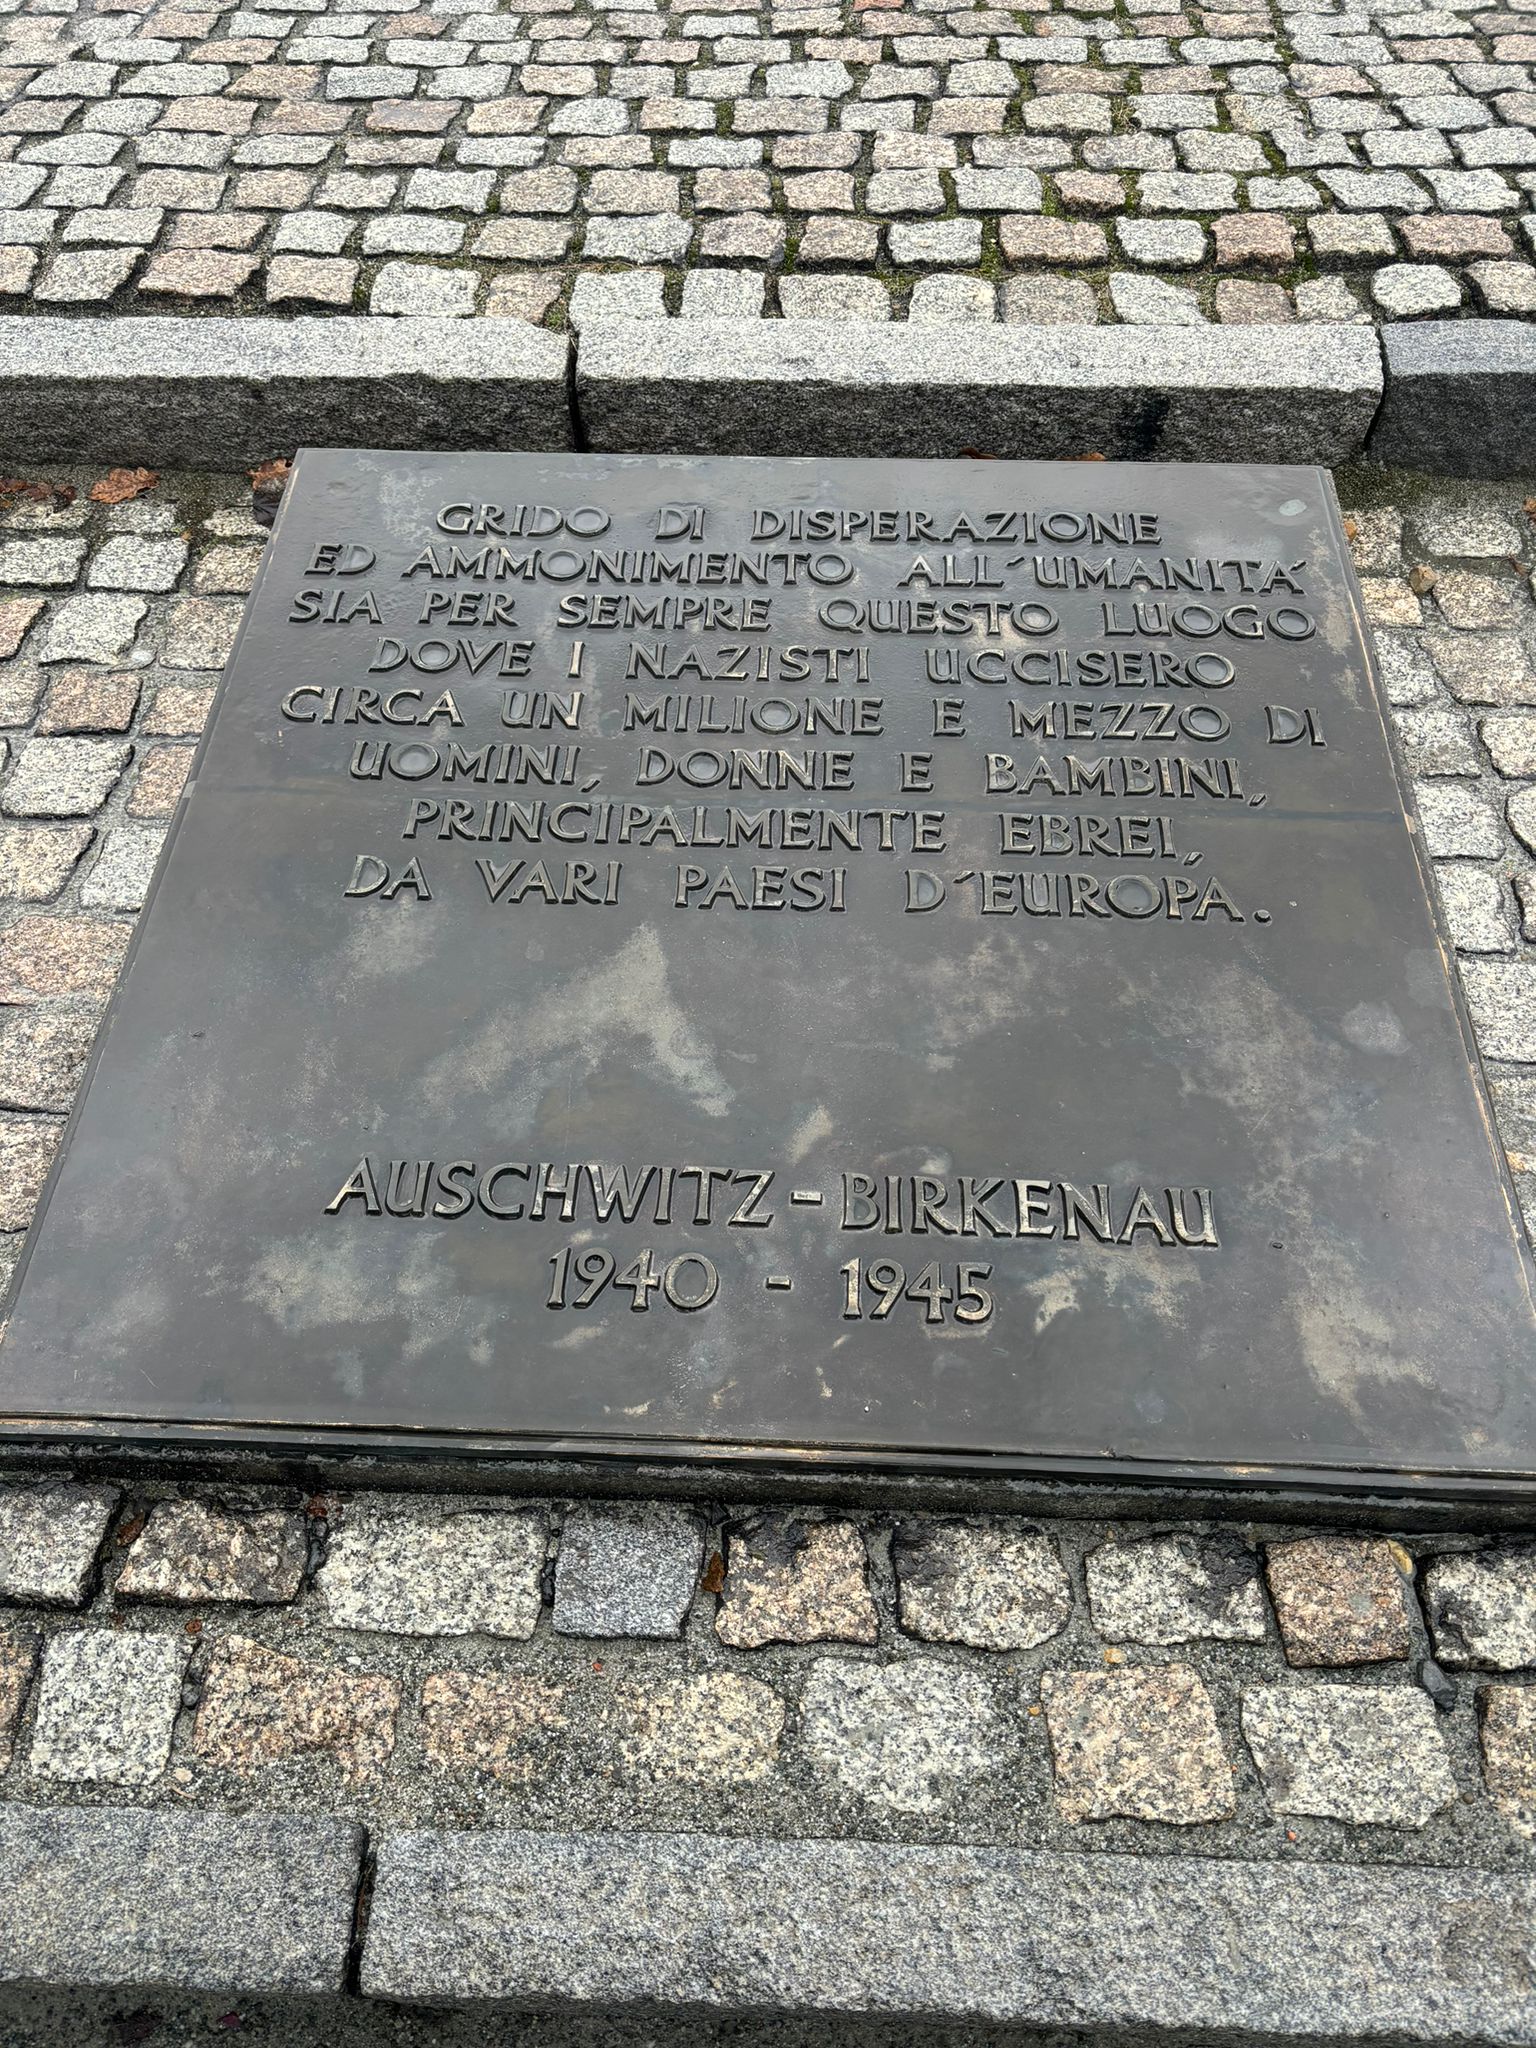 GRIDO DI DISPERAZIONE
ED AMMONIMENTO ALL´UMANITÁ
SIA PER SEMPRE QUESTO LUOGO
DOVE I NAZISTI UCCISERO
CIRCA UN MILIONE E MEZZO DI
UOMINI, DONNE E BAMBINI,
PRINCIPALMENTE EBREI,
DA VARI PAESI D´EUROPA.
AUSCHWITZ-BIRKENAU
1940 - 1945